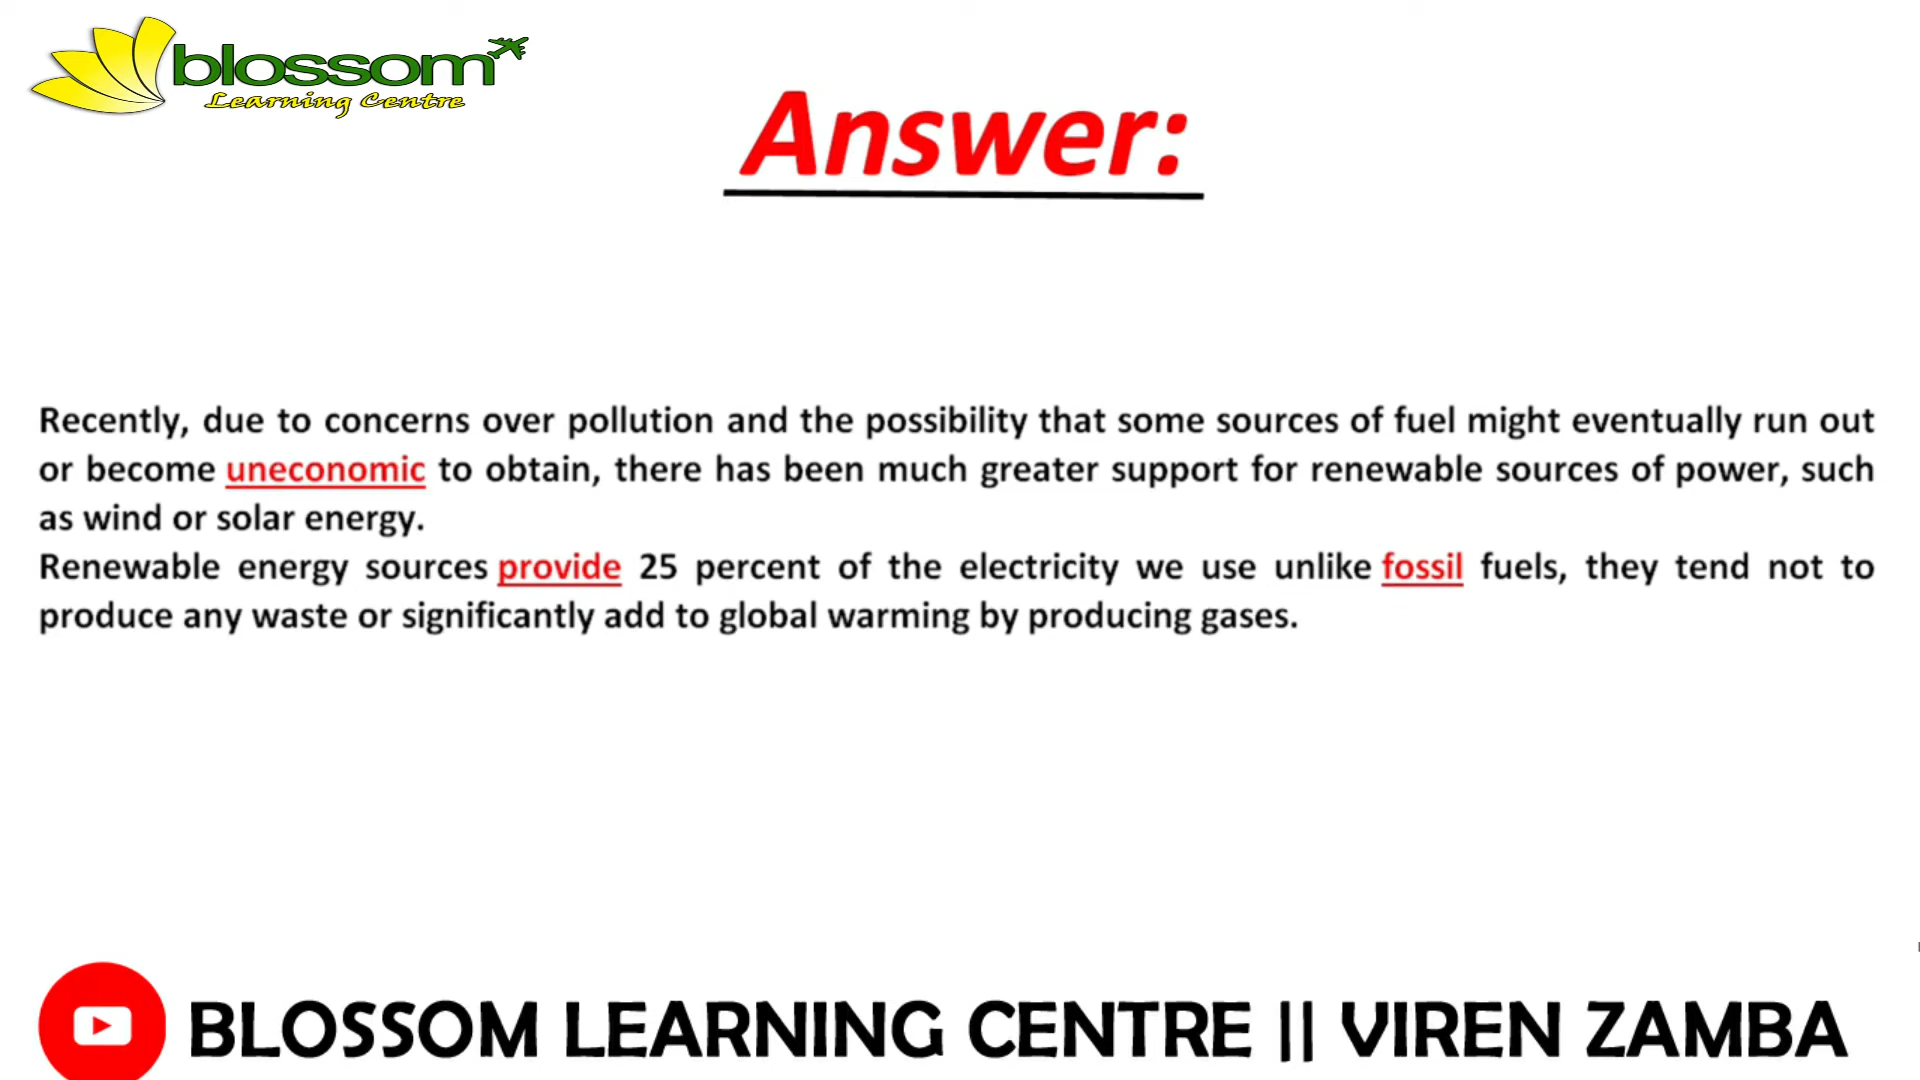 blossom
Learning Centre
Answer:
Recently, due to concerns over pollution and the possibility that some sources of fuel might eventually run out
or become uneconomic to obtain, there has been much greater support for renewable sources of power, such
as wind or solar energy.
Renewable energy sources provide 25 percent of the electricity we use unlike fossil fuels, they tend not to
produce any waste or significantly add to global warming by producing gases.
BLOSSOM LEARNING CENTRE || VIREN ZAMBA